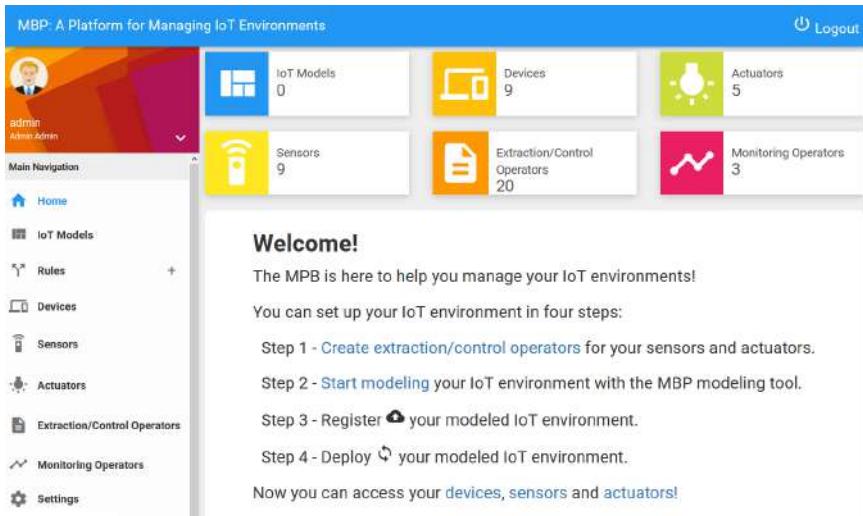 MBP: A Platform for Managing IoT Environments
Logout
admin
Admin Admin
Main Navigation
Home
IoT Models
Rules +
Devices
Sensors
Actuators
Extraction/Control Operators
Monitoring Operators
Settings
IoT Models
0
Devices
9
Actuators
5
Sensors
9
Extraction/Control
Operators
20
Monitoring Operators
3
Welcome!
The MPB is here to help you manage your IoT environments!
You can set up your IoT environment in four steps:
Step 1 - Create extraction/control operators for your sensors and actuators.
Step 2 - Start modeling your IoT environment with the MBP modeling tool.
Step 3 - Register your modeled IoT environment.
Step 4 - Deploy your modeled IoT environment.
Now you can access your devices, sensors and actuators!